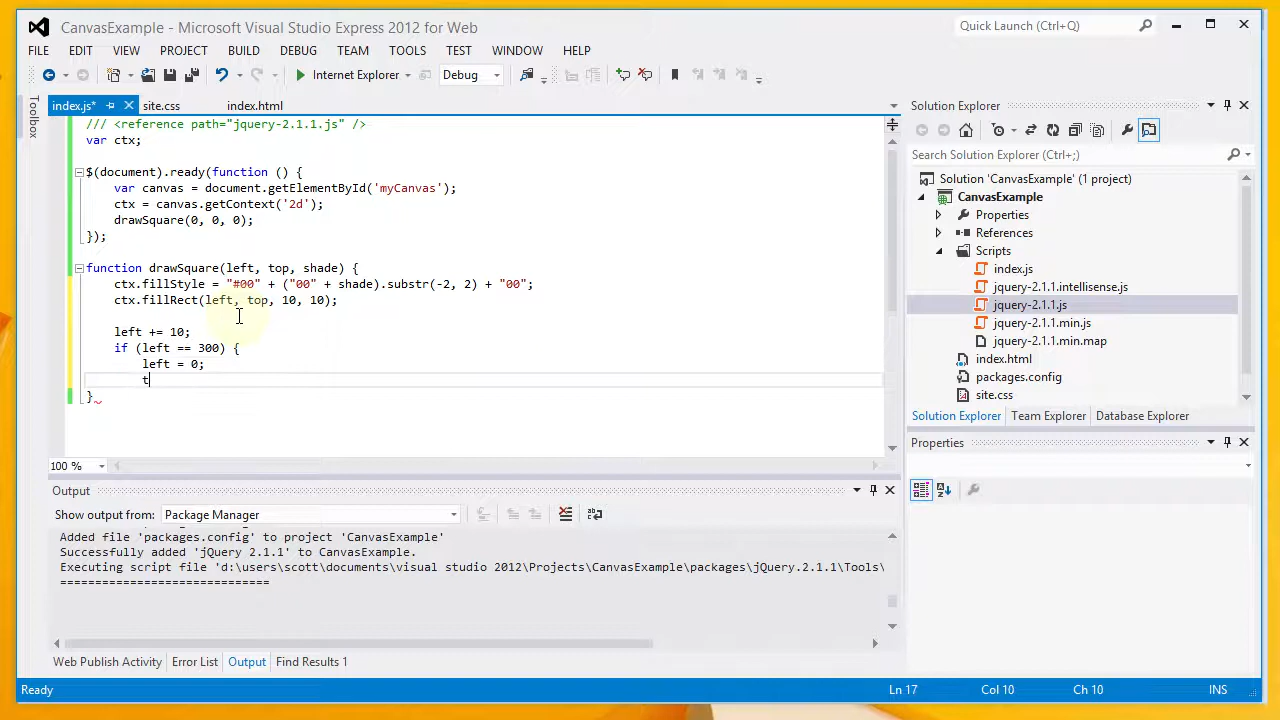 CanvasExample - Microsoft Visual Studio Express 2012 for Web
Quick Launch (Ctrl+Q)
FILE EDIT VIEW PROJECT BUILD DEBUG TEAM TOOLS TEST WINDOW HELP
Internet Explorer Debug
Toolbox
index.js* site.css index.html
/// <reference path="jquery-2.1.1.js" />
var ctx;
$(document).ready(function () {
var canvas = document.getElementById('myCanvas');
ctx = canvas.getContext('2d');
drawSquare(0, 0, 0);
});
function drawSquare(left, top, shade) {
ctx.fillStyle = "#00" + ("00" + shade).substr(-2, 2) + "00";
ctx.fillRect(left, top, 10, 10);
left += 10;
if (left == 300) {
left = 0;
t
}
100 %
Solution Explorer
Search Solution Explorer (Ctrl+;)
Solution 'CanvasExample' (1 project)
CanvasExample
Properties
References
Scripts
index.js
jquery-2.1.1.intellisense.js
jquery-2.1.1.js
jquery-2.1.1.min.js
jquery-2.1.1.min.map
index.html
packages.config
site.css
Solution Explorer Team Explorer Database Explorer
Properties
Output
Show output from: Package Manager
Added file 'packages.config' to project 'CanvasExample'
Successfully added 'jQuery 2.1.1' to CanvasExample.
Executing script file 'd:\users\scott\documents\visual studio 2012\Projects\CanvasExample\packages\jQuery.2.1.1\Tools\
==============================
Web Publish Activity Error List Output Find Results 1
Ready Ln 17 Col 10 Ch 10 INS